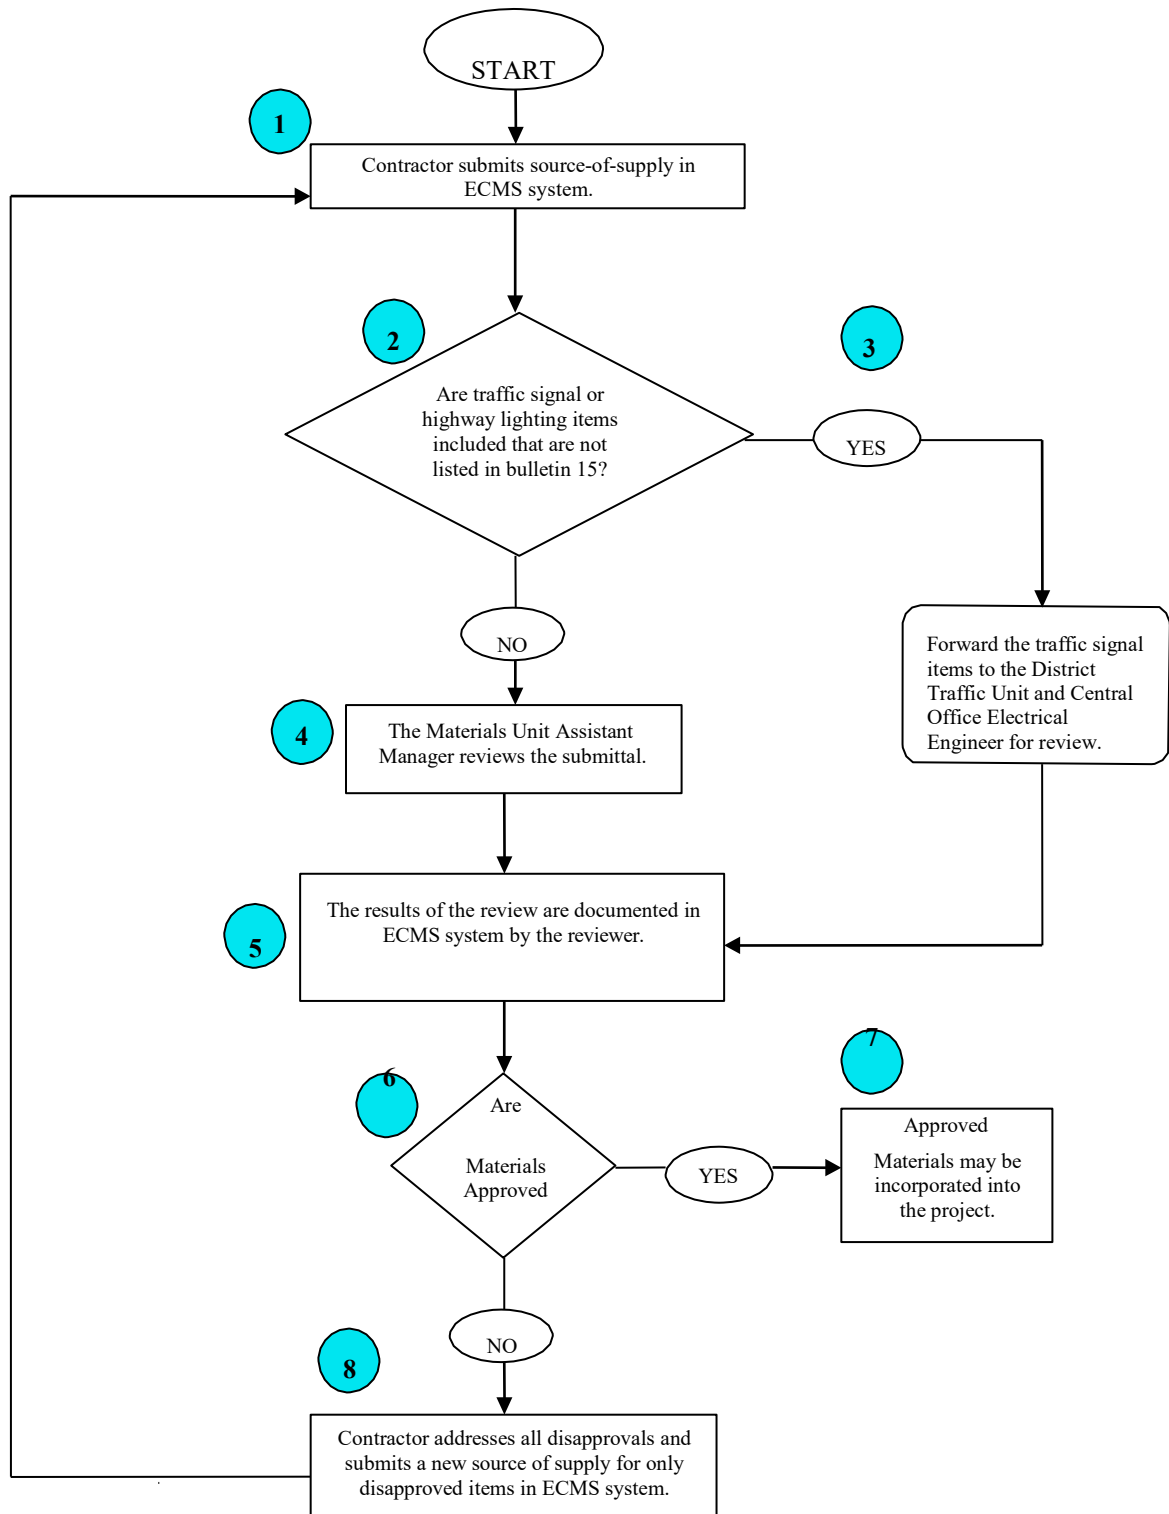 START
1
Contractor submits source-of-supply in
ECMS system.
2
3
Are traffic signal or
highway lighting items
included that are not
listed in bulletin 15?
YES
NO
Forward the traffic signal
items to the District
Traffic Unit and Central
Office Electrical
Engineer for review.
4
The Materials Unit Assistant
Manager reviews the submittal.
5
The results of the review are documented in
ECMS system by the reviewer.
6
7
Are
Materials
Approved
YES
Approved
Materials may be
incorporated into
the project.
NO
8
Contractor addresses all disapprovals and
submits a new source of supply for only
disapproved items in ECMS system.